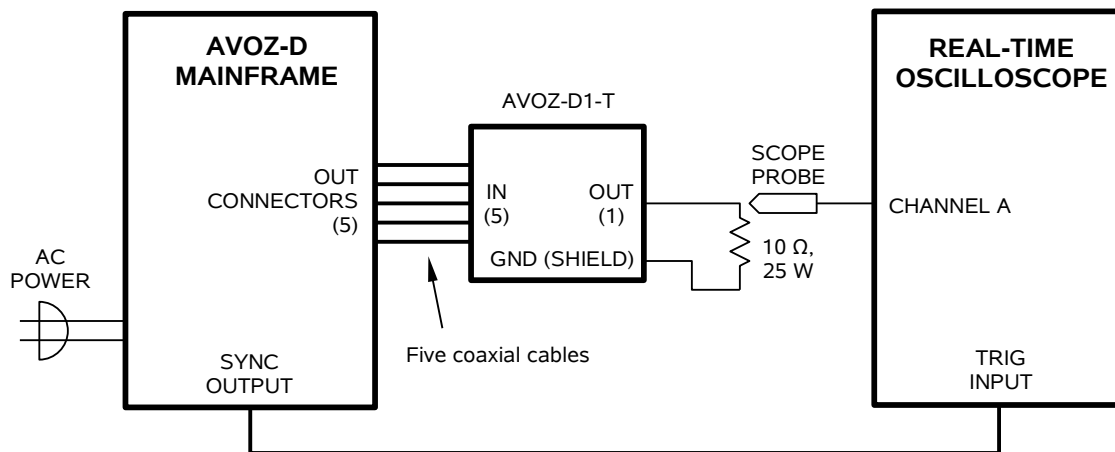 AVOZ-D
MAINFRAME
REAL-TIME
OSCILLOSCOPE
AVOZ-D1-T
SCOPE
PROBE
OUT
CONNECTORS
(5)
IN
(5)
OUT
(1)
CHANNEL A
GND (SHIELD)
10 Ω,
25 W
AC
POWER
Five coaxial cables
SYNC
OUTPUT
TRIG
INPUT